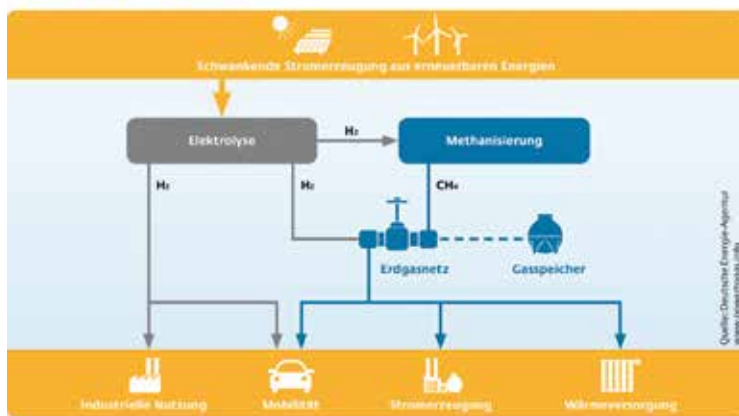 Schwankende Stromerzeugung aus erneuerbaren Energien
Elektrolyse
H₂
Methanisierung
H₂
H₂
CH₄
Erdgasnetz
Gasspeicher
Quelle: Deutsche Energie-Agentur
Industrielle Nutzung
Mobilität
Stromerzeugung
Wärmeversorgung